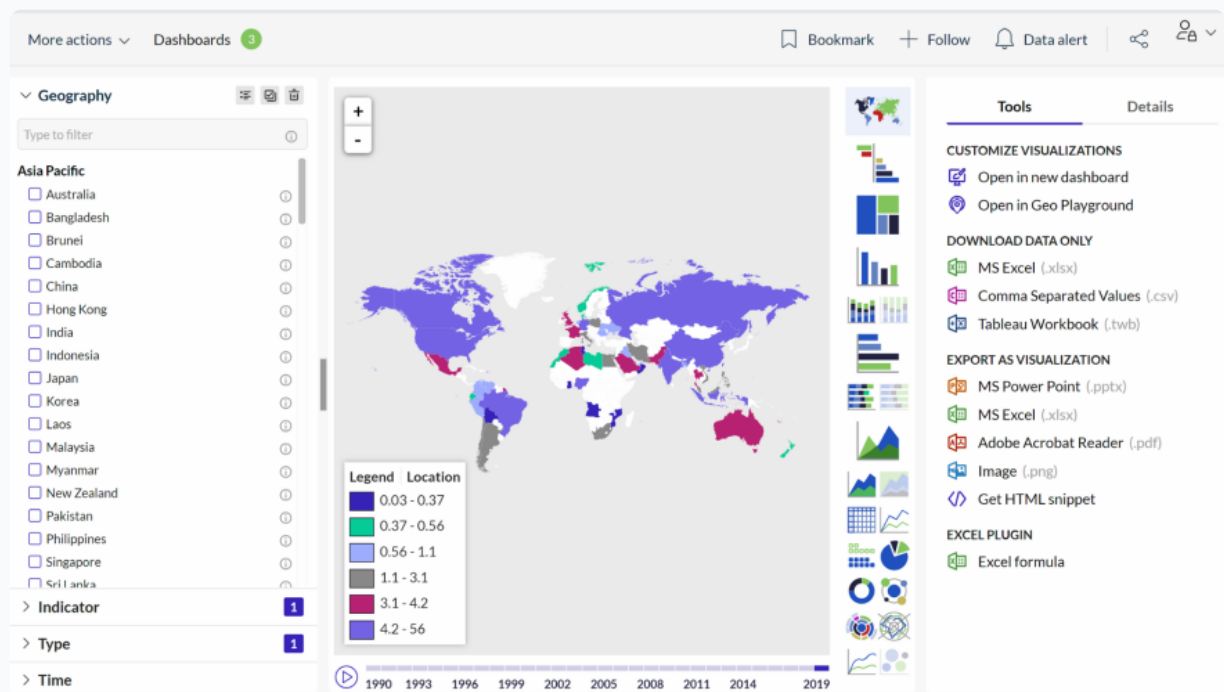 More actions Dashboards 3 Bookmark + Follow Data alert
Geography
Type to filter
Asia Pacific
Australia
Bangladesh
Brunei
Cambodia
China
Hong Kong
India
Indonesia
Japan
Korea
Laos
Malaysia
Myanmar
New Zealand
Pakistan
Philippines
Singapore
Sri Lanka
Indicator 1
Type 1
Time
+
-
Legend Location
0.03 - 0.37
0.37 - 0.56
0.56 - 1.1
1.1 - 3.1
3.1 - 4.2
4.2 - 56
1990 1993 1996 1999 2002 2005 2008 2011 2014 2019
Tools Details
CUSTOMIZE VISUALIZATIONS
Open in new dashboard
Open in Geo Playground
DOWNLOAD DATA ONLY
MS Excel (.xlsx)
Comma Separated Values (.csv)
Tableau Workbook (.twb)
EXPORT AS VISUALIZATION
MS Power Point (.pptx)
MS Excel (.xlsx)
Adobe Acrobat Reader (.pdf)
Image (.png)
Get HTML snippet
EXCEL PLUGIN
Excel formula